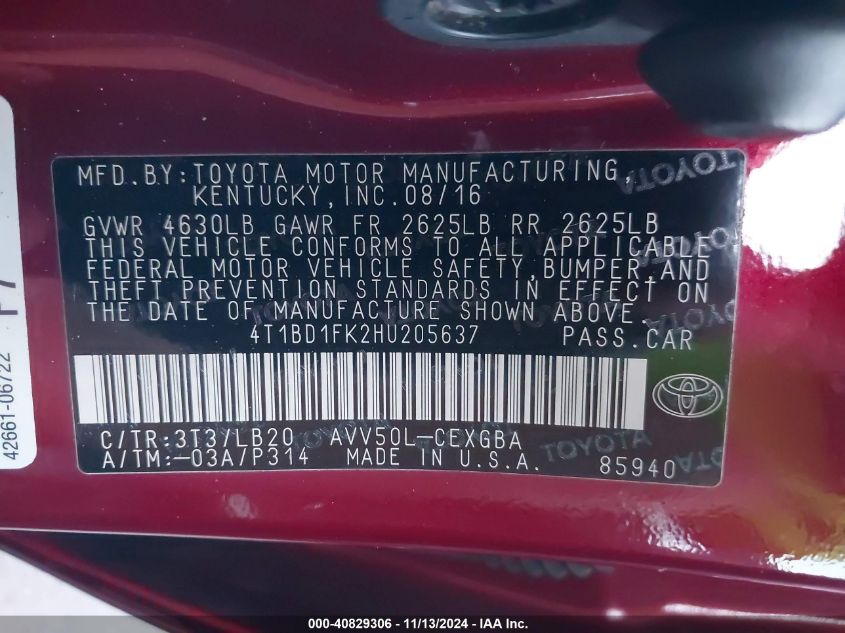 MFD.BY:TOYOTA MOTOR MANUFACTURING,
KENTUCKY,INC.08/16
GVWR 4630LB GAWR FR 2625LB RR 2625LB
THIS VEHICLE CONFORMS TO ALL APPLICABLE
FEDERAL MOTOR VEHICLE SAFETY,BUMPER AND
THEFT PREVENTION STANDARDS IN EFFECT ON
THE DATE OF MANUFACTURE SHOWN ABOVE.
4T1BD1FK2HU205637 PASS.CAR
C/TR:3T3/LB20 AVV50L-CEXGBA
A/TM:-03A/P314 MADE IN U.S.A. 85940
42661-06722
TOYOTA
000-40829306 - 11/13/2024 - IAA Inc.